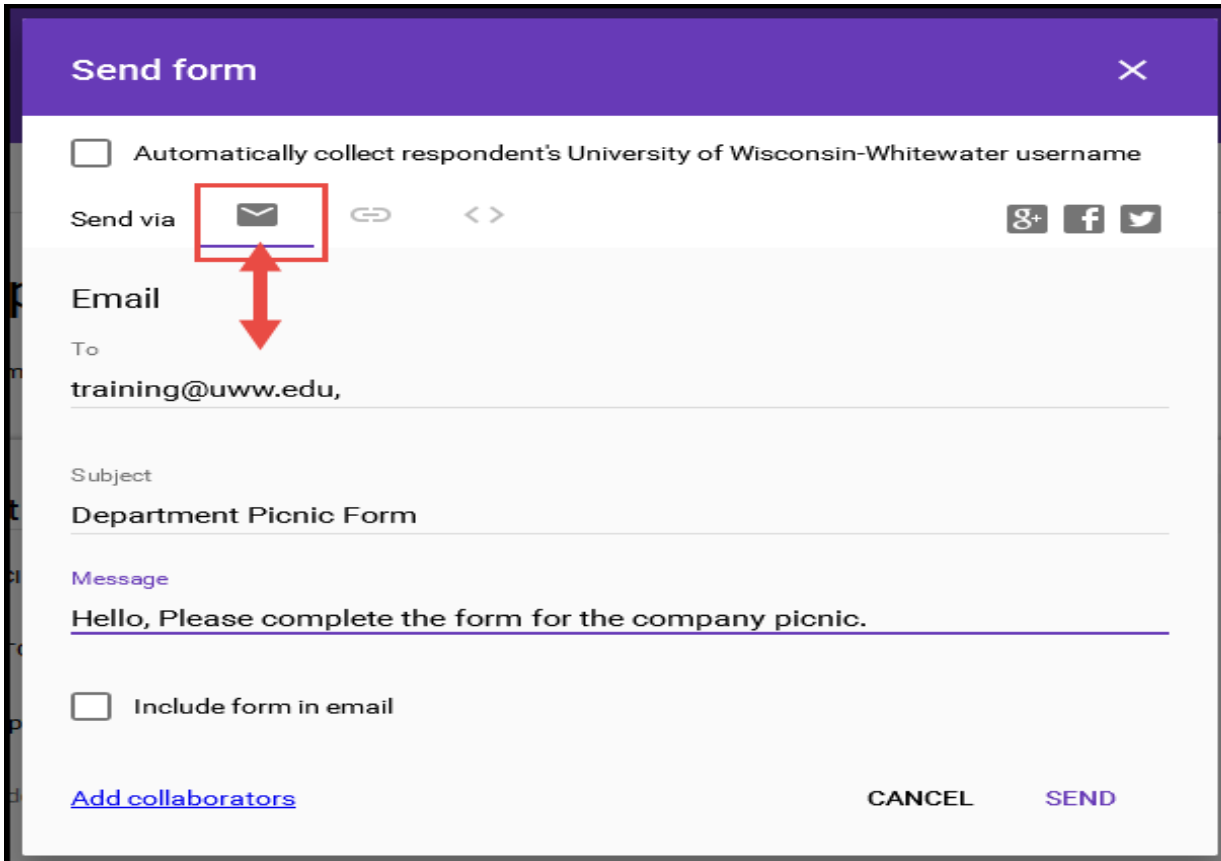 Send form
Automatically collect respondent's University of Wisconsin-Whitewater username
Send via
Email
To
training@uww.edu,
Subject
Department Picnic Form
Message
Hello, Please complete the form for the company picnic.
Include form in email
Add collaborators CANCEL SEND